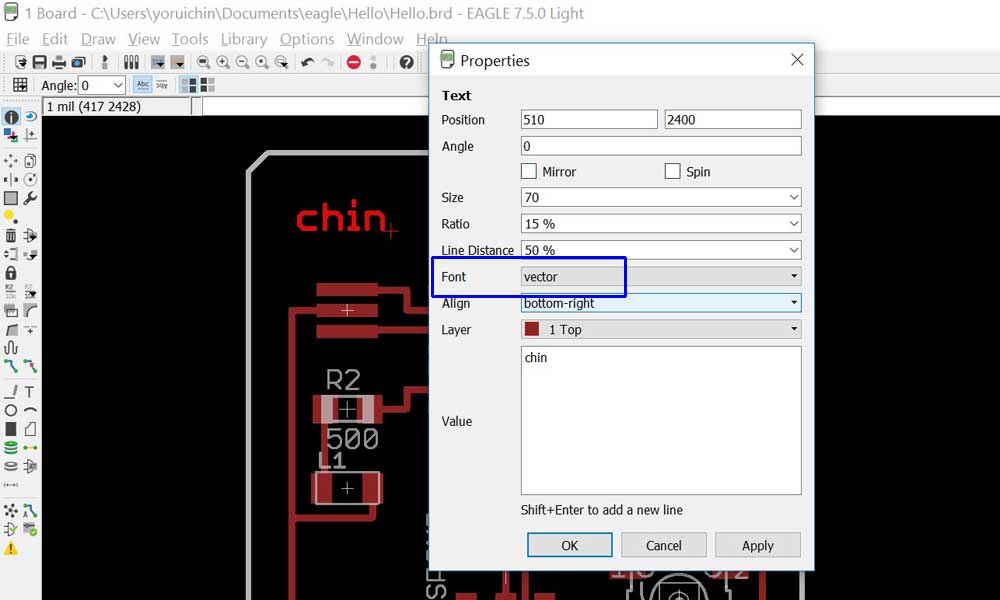 1 Board - C:\Users\yoruichin\Documents\eagle\Hello\Hello.brd - EAGLE 7.5.0 Light
File Edit Draw View Tools Library Options Window Help
Properties
Angle: 0
Abc
1 mil (417 2428)
Text
Position 510 2400
Angle 0
Mirror Spin
Size 70
Ratio 15 %
Line Distance 50 %
Font vector
Align bottom-right
Layer 1 Top
chin
Value
Shift+Enter to add a new line
OK Cancel Apply
chin
R2
500
L1